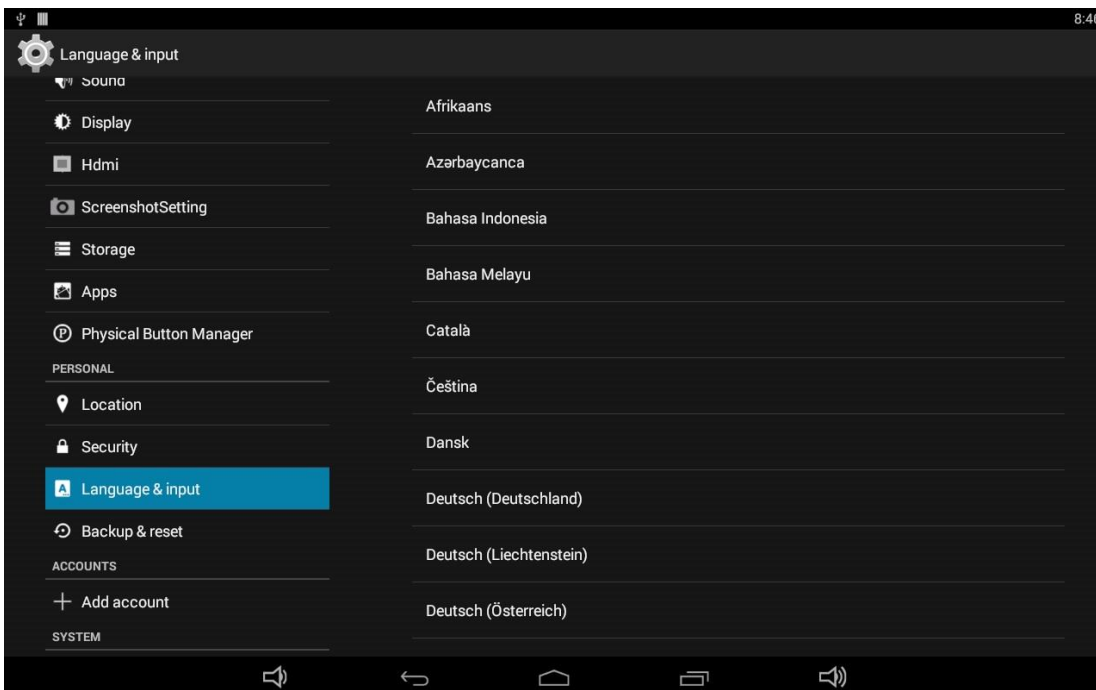 8:46
Language & input
Sound
Display
Hdmi
ScreenshotSetting
Storage
Apps
Physical Button Manager
PERSONAL
Location
Security
Language & input
Backup & reset
ACCOUNTS
Add account
SYSTEM
Afrikaans
Azərbaycanca
Bahasa Indonesia
Bahasa Melayu
Català
Čeština
Dansk
Deutsch (Deutschland)
Deutsch (Liechtenstein)
Deutsch (Österreich)